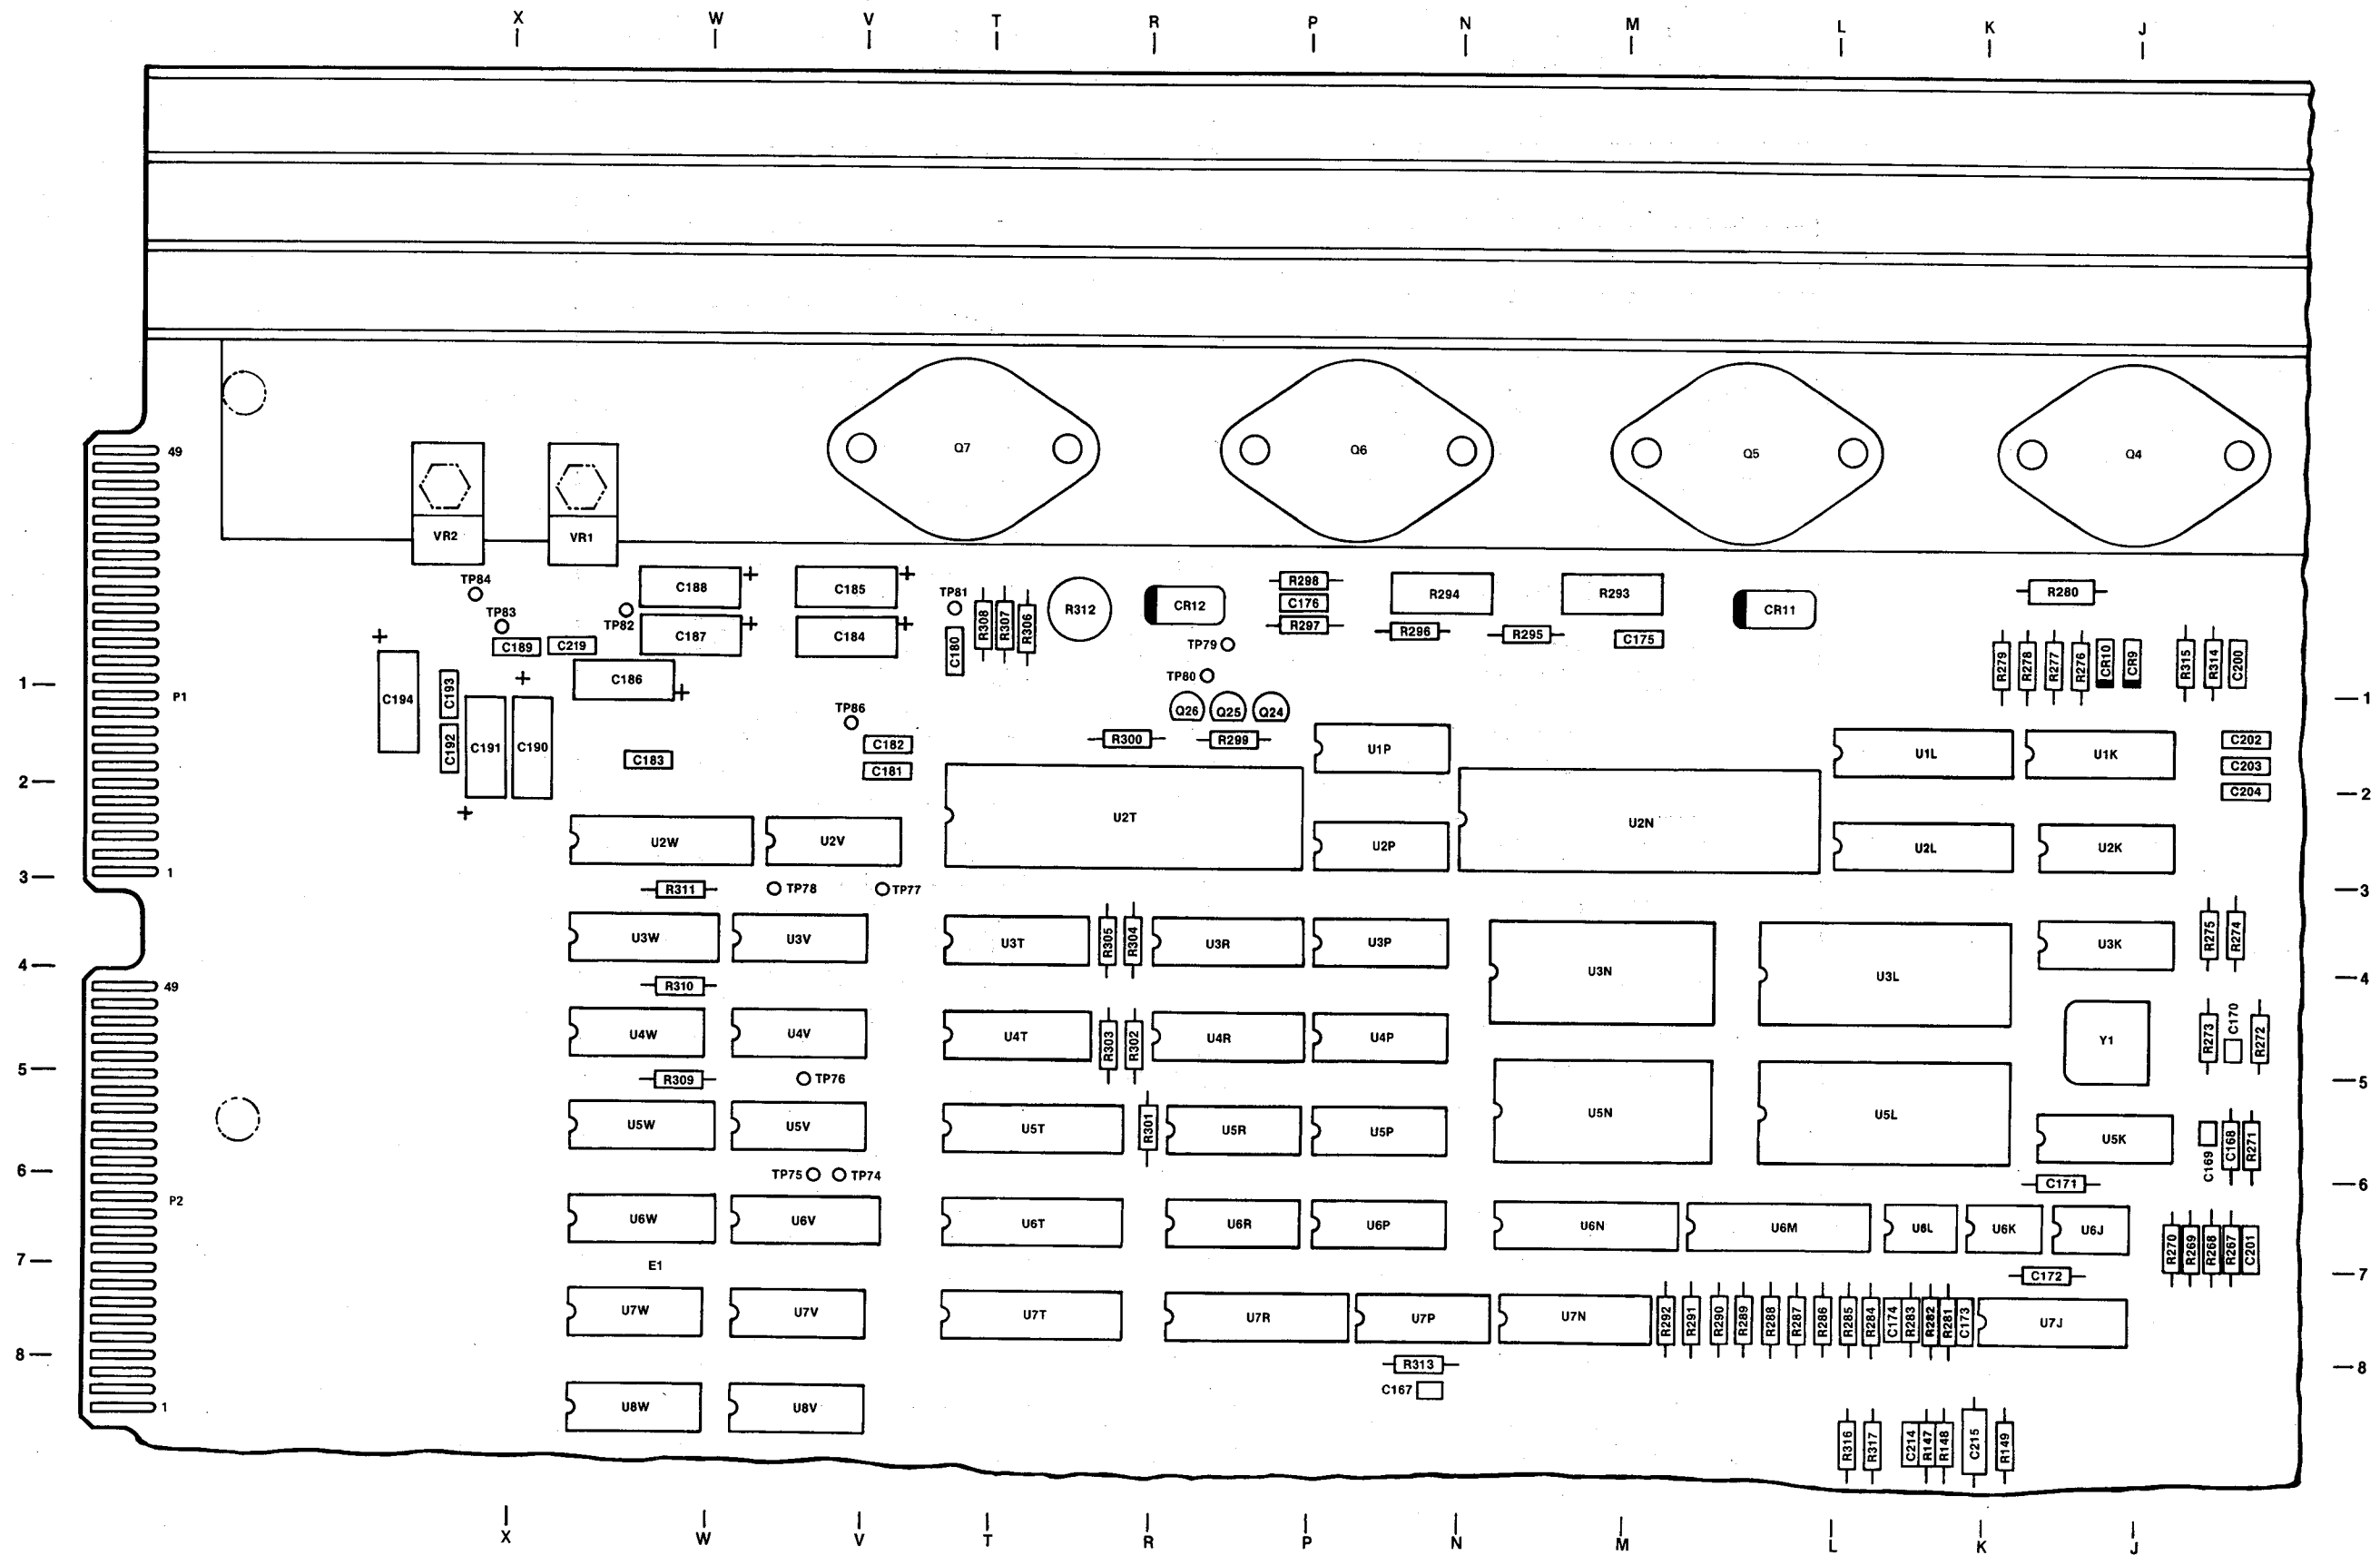 X W V T R P N M L K J
49
Q7 Q6 Q5 Q4
VR2 VR1
TP84 C188 + C185 + TP81 R298 R294 R293 R280
TP83 TP82 R308 R307 R306 R312 CR12 C176 CR11
C187 + C184 + R297 R296 R295 C175
+ C189 C219 C180 TP79
R279 R278 R277 R276 CR10 CR9 R315 R314 C200
1 P1 C194 C193 + C186 + TP80 1
TP86 Q26 Q25 Q24
C192 C191 C190 C183 C182 R300 R299 U1P U1L U1K C202
C181 C203
2 C204 2
+ U2T U2N
U2W U2V U2P U2L U2K
3 1 R311 TP78 TP77 3
U3W U3V U3T R305 R304 U3R U3P U3K R275 R274
4 U3N U3L 4
49 R310
C170
U4W U4V U4T R303 R302 U4R U4P Y1 R273 R272
5 R309 TP76 5
U5W U5V U5T R301 U5R U5P U5N U5L U5K C168 R271
6 TP75 TP74 C169
C171 6
P2
U6W U6V U6T U6R U6P U6N U6M U6L U6K U6J
R270 R269 R268 R267 C201
7 E1 C172 7
U7W U7V U7T U7R U7P U7N R292 R291 R290 R289 R288 R287 R286 R285 R284 C174 R283 R282 R281 C173 U7J
8 R313 8
C167
1 U8W U8V
R316 R317 C214 R147 R148 C215 R149
X W V T R P N M L K J